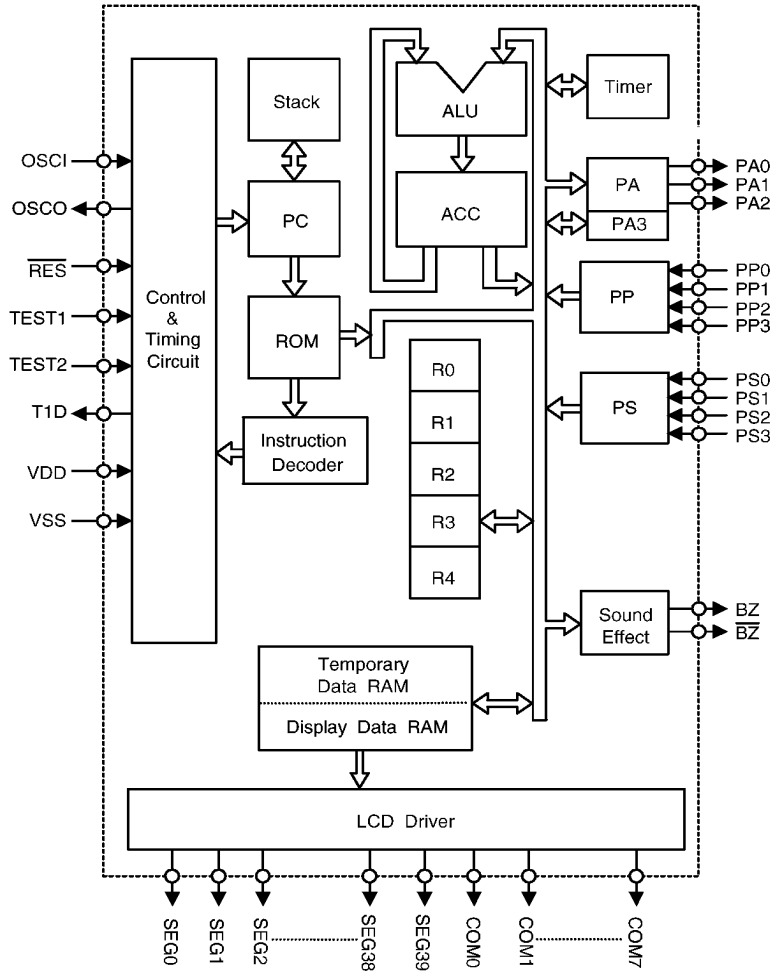 OSCI
OSCO
RES
TEST1
TEST2
T1D
VDD
VSS
Control
&
Timing
Circuit
Stack
PC
ROM
Instruction
Decoder
ALU
ACC
R0
R1
R2
R3
R4
Timer
PA
PA3
PP
PS
Sound
Effect
PA0
PA1
PA2
PP0
PP1
PP2
PP3
PS0
PS1
PS2
PS3
BZ
BZ
Temporary
Data RAM
Display Data RAM
LCD Driver
SEG0
SEG1
SEG2
SEG38
SEG39
COM0
COM1
COM7